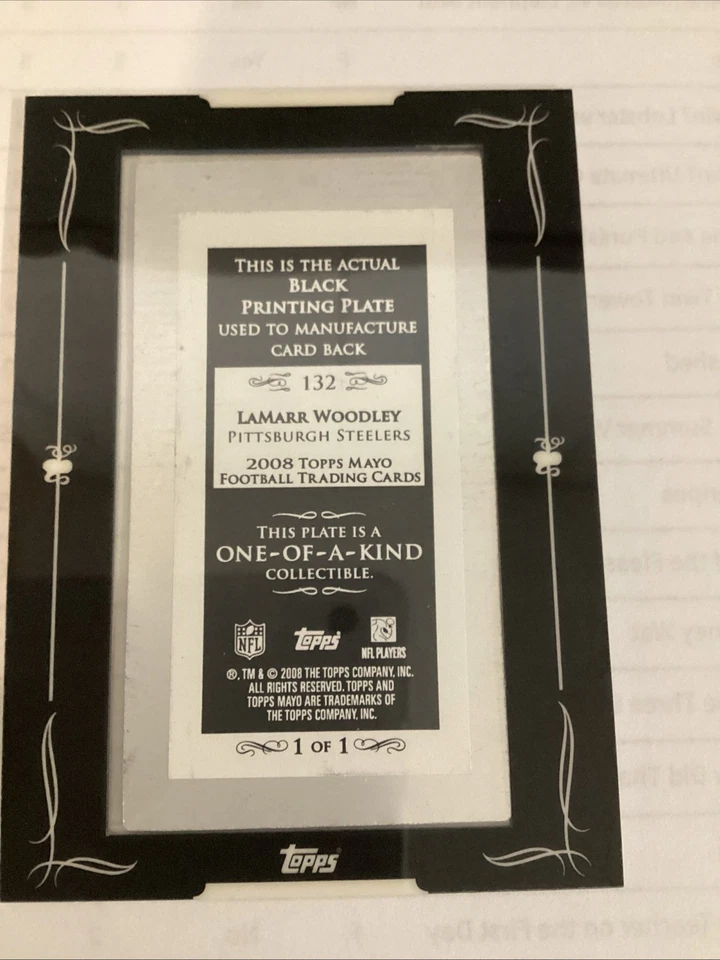 THIS IS THE ACTUAL
BLACK
PRINTING PLATE
USED TO MANUFACTURE
CARD BACK
132
LAMARR WOODLEY
PITTSBURGH STEELERS
2008 TOPPS MAYO
FOOTBALL TRADING CARDS
THIS PLATE IS A
ONE-OF-A-KIND
COLLECTIBLE.
NFL
topps
NFL PLAYERS
®, TM & © 2008 THE TOPPS COMPANY, INC.
ALL RIGHTS RESERVED. TOPPS AND
TOPPS MAYO ARE TRADEMARKS OF
THE TOPPS COMPANY, INC.
1 OF 1
topps